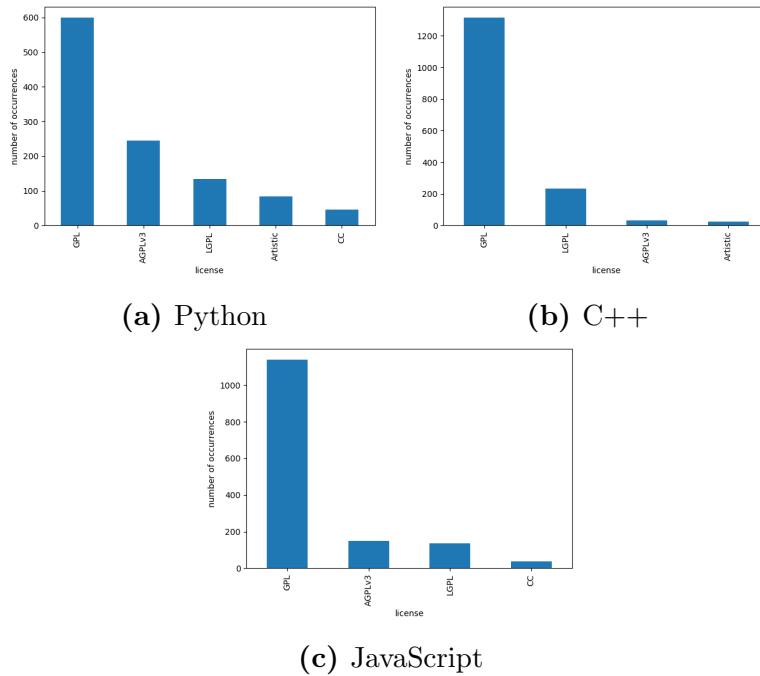 600
500
400
300
200
100
0
number of occurrences
GPL
AGPLv3
LGPL
Artistic
CC
license
(a) Python
1200
1000
800
600
400
200
0
number of occurrences
GPL
LGPL
AGPLv3
Artistic
license
(b) C++
1000
800
600
400
200
0
number of occurrences
GPL
AGPLv3
LGPL
CC
license
(c) JavaScript